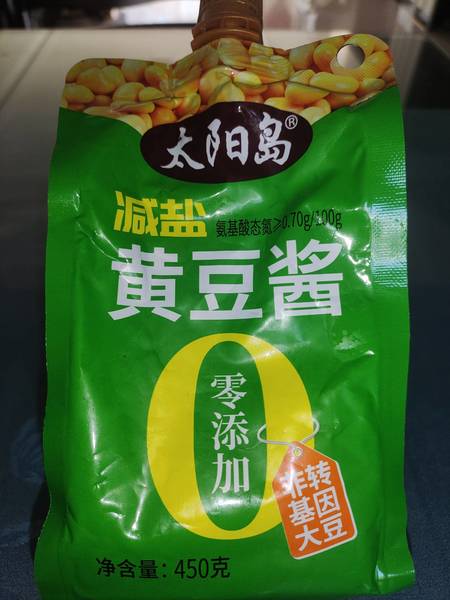 太阳岛®
减盐
氨基酸态氮≥0.70g/100g
黄豆酱
0
零添加
非转
基因
大豆
净含量：450克